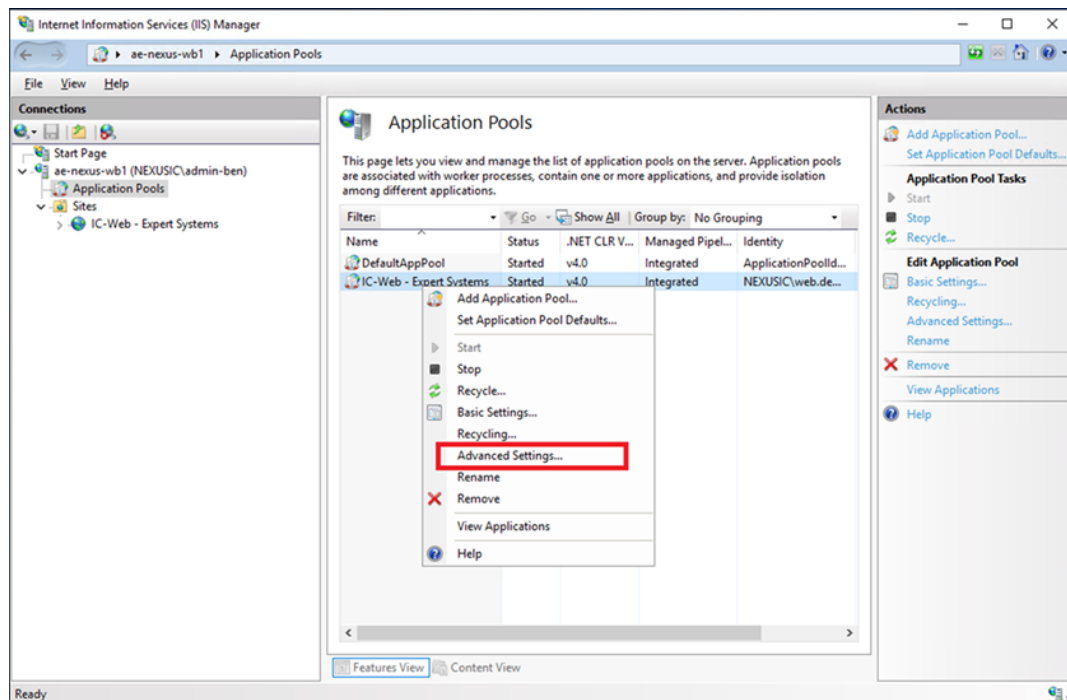 Internet Information Services (IIS) Manager
ae-nexus-wb1 Application Pools
File View Help
Connections
Start Page
ae-nexus-wb1 (NEXUSIC\admin-ben)
Application Pools
Sites
IC-Web - Expert Systems
Application Pools
This page lets you view and manage the list of application pools on the server. Application pools
are associated with worker processes, contain one or more applications, and provide isolation
among different applications.
Filter: Go Show All Group by: No Grouping
Name Status .NET CLR V... Managed Pipel... Identity
DefaultAppPool Started v4.0 Integrated ApplicationPoolId...
IC-Web - Expert Systems Started v4.0 Integrated NEXUSIC\web.de...
Add Application Pool...
Set Application Pool Defaults...
Start
Stop
Recycle...
Basic Settings...
Recycling...
Advanced Settings...
Rename
Remove
View Applications
Help
Features View Content View
Actions
Add Application Pool...
Set Application Pool Defaults...
Application Pool Tasks
Start
Stop
Recycle...
Edit Application Pool
Basic Settings...
Recycling...
Advanced Settings...
Rename
Remove
View Applications
Help
Ready